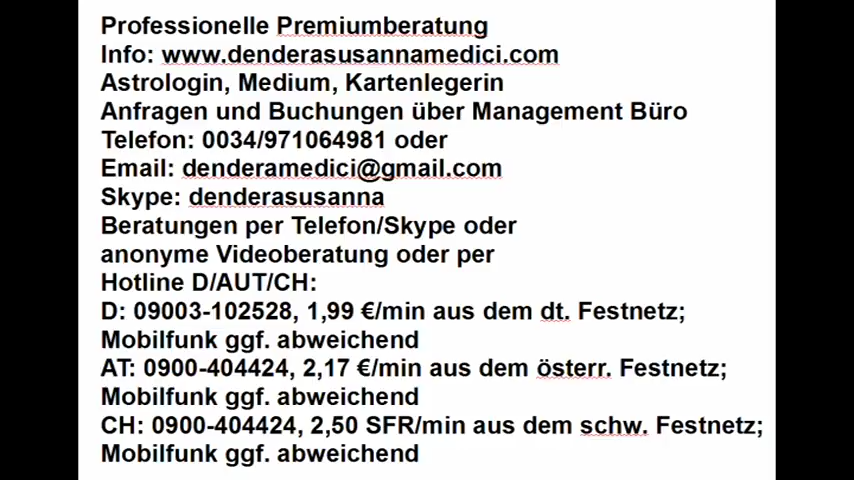 Professionelle Premiumberatung
Info: www.denderasusannamedici.com
Astrologin, Medium, Kartenlegerin
Anfragen und Buchungen über Management Büro
Telefon: 0034/971064981 oder
Email: denderamedici@gmail.com
Skype: denderasusanna
Beratungen per Telefon/Skype oder
anonyme Videoberatung oder per
Hotline D/AUT/CH:
D: 09003-102528, 1,99 €/min aus dem dt. Festnetz;
Mobilfunk ggf. abweichend
AT: 0900-404424, 2,17 €/min aus dem österr. Festnetz;
Mobilfunk ggf. abweichend
CH: 0900-404424, 2,50 SFR/min aus dem schw. Festnetz;
Mobilfunk ggf. abweichend